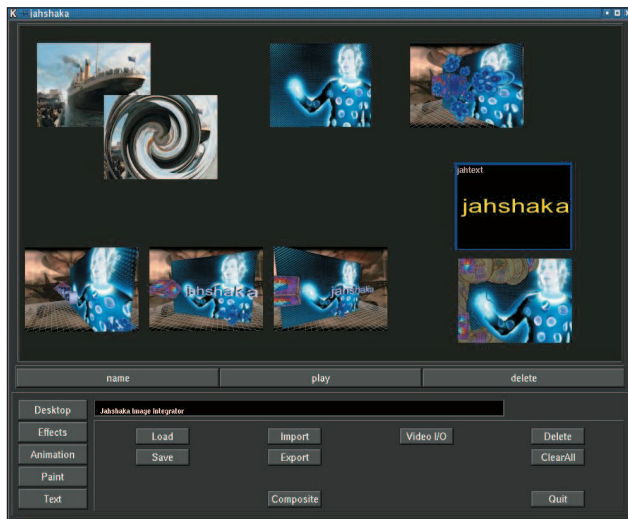 K jahshaka
jahtext
jahshaka
jahshaka
jahshaka
name play delete
Desktop
Jahshaka Image Integrator
Effects
Load Import Video I/O Delete
Animation
Save Export ClearAll
Paint
Text
Composite Quit